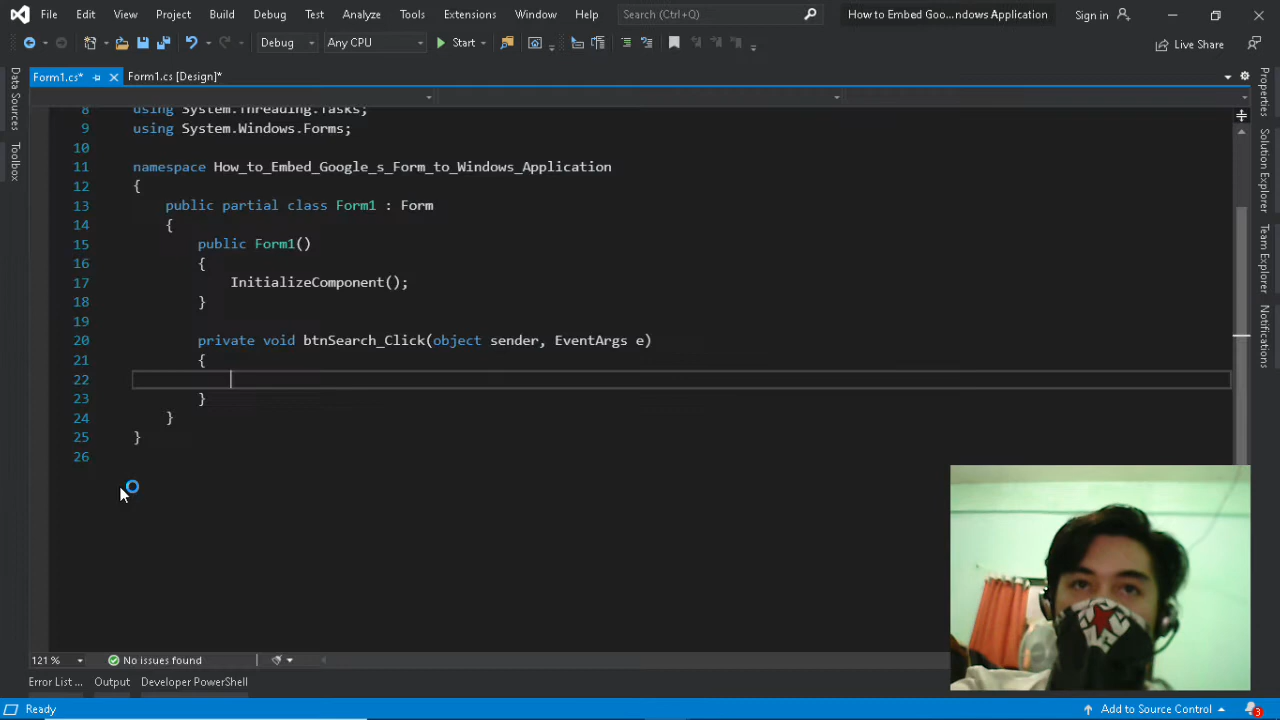 File Edit View Project Build Debug Test Analyze Tools Extensions Window Help Search (Ctrl+Q) How to Embed Goo...ndows Application Sign in
Debug Any CPU Start Live Share
Form1.cs* Form1.cs [Design]*
Data Sources
Toolbox
Properties
Solution Explorer
Team Explorer
Notifications
8 using System.Threading.Tasks;
9 using System.Windows.Forms;
10
11 namespace How_to_Embed_Google_s_Form_to_Windows_Application
12 {
13 public partial class Form1 : Form
14 {
15 public Form1()
16 {
17 InitializeComponent();
18 }
19
20 private void btnSearch_Click(object sender, EventArgs e)
21 {
22
23 }
24 }
25 }
26
121 % No issues found
Error List ... Output Developer PowerShell
Ready Add to Source Control 3